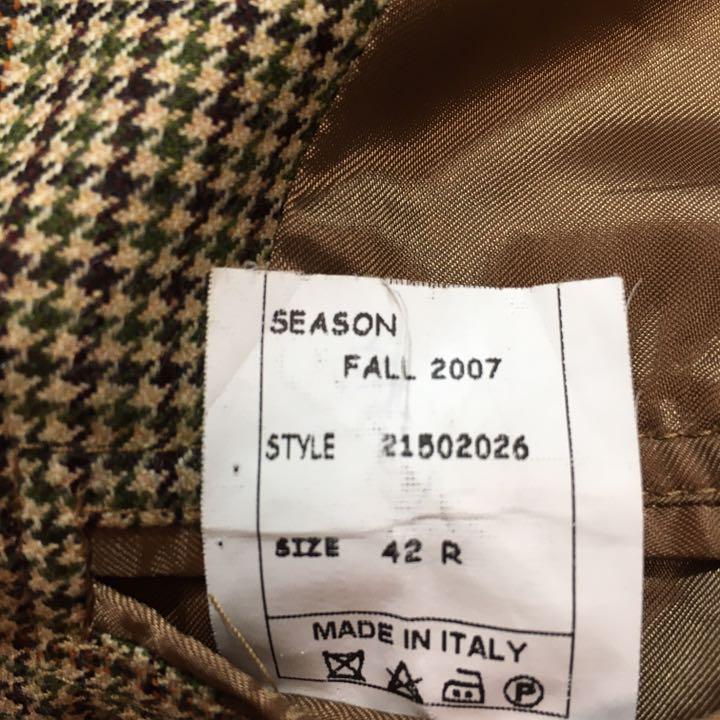 SEASON
FALL 2007
STYLE 21502026
SIZE 42 R
MADE IN ITALY
P